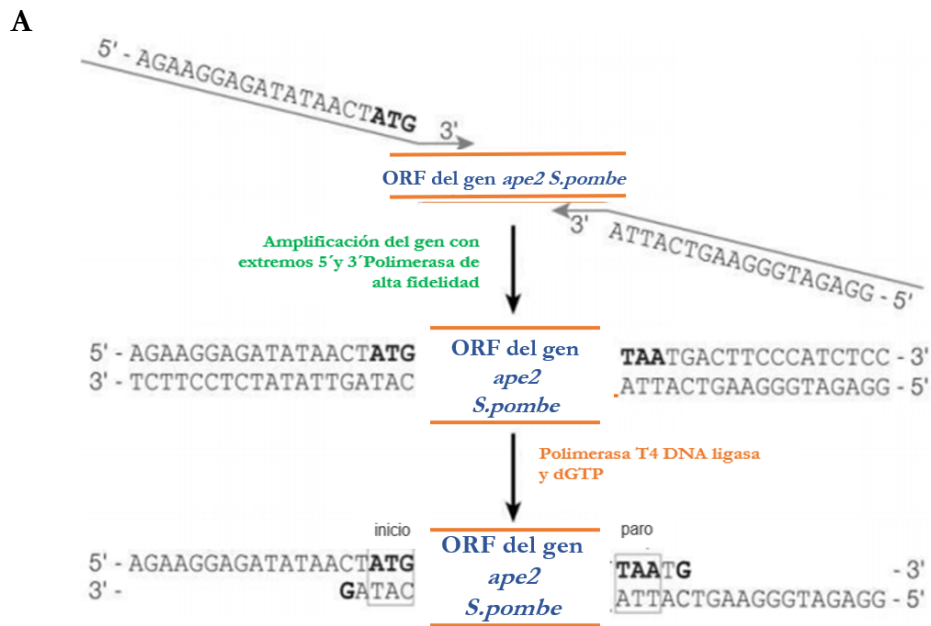 A
5' - AGAAGGAGATATAACTATG 3'
ORF del gen ape2 S.pombe
3' ATTACTGAAGGGTAGAGG - 5'
Amplificación del gen con
extremos 5´y 3´Polimerasa de
alta fidelidad
5' - AGAAGGAGATATAACTATG
3' - TCTTCCTCTATATTGATAC
ORF del gen
ape2
S.pombe
TAATGACTTCCCATCTCC - 3'
ATTACTGAAGGGTAGAGG - 5'
Polimerasa T4 DNA ligasa
y dGTP
inicio
5' - AGAAGGAGATATAACTATG
3' - GATAC
ORF del gen
ape2
S.pombe
paro
TAATG - 3'
ATTACTGAAGGGTAGAGG - 5'